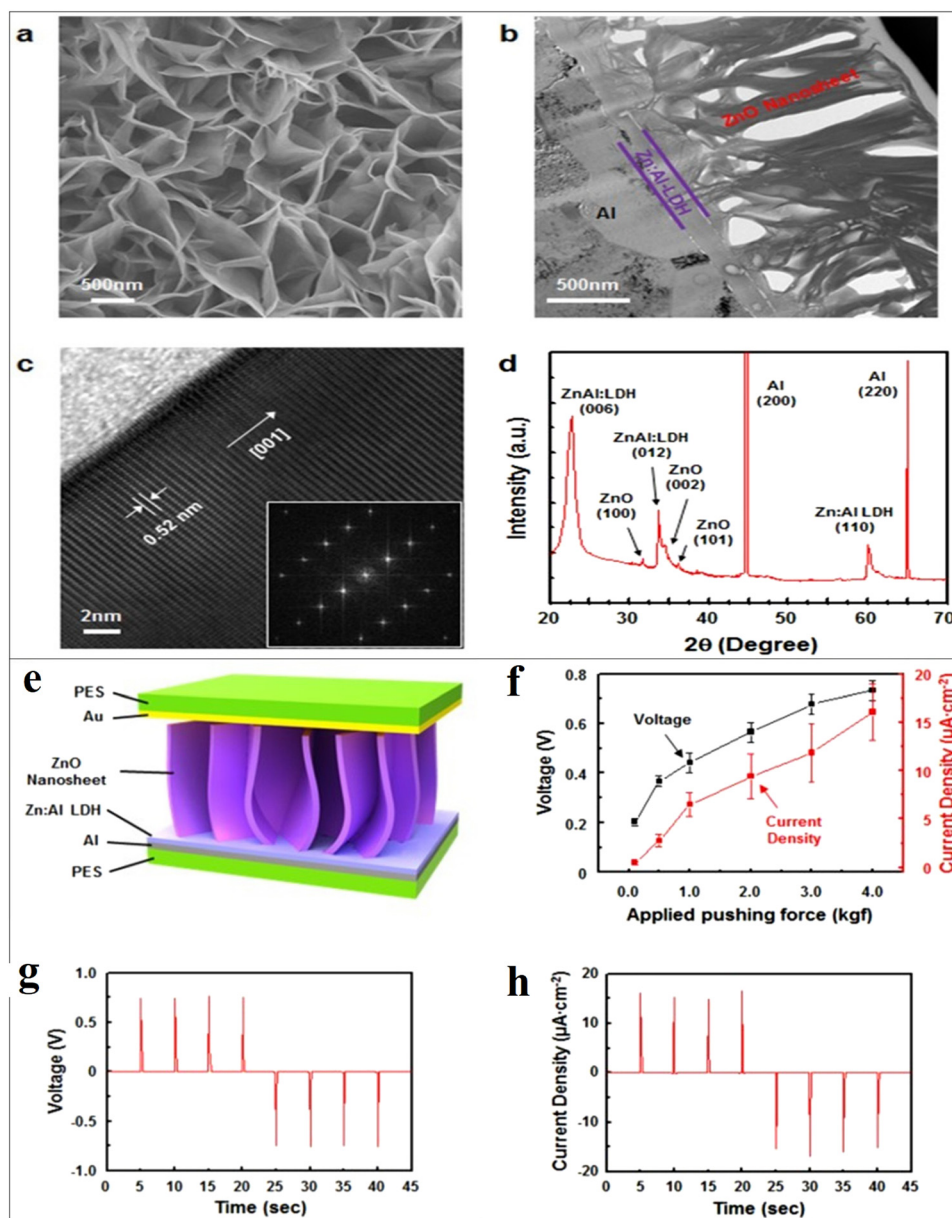 a
500nm
b
ZnO Nanosheet
Zn:Al-LDH
Al
500nm
c
[001]
0.52 nm
2nm
d
Intensity (a.u.)
ZnAl:LDH
(006)
ZnO
(100)
ZnAl:LDH
(012)
ZnO
(002)
ZnO
(101)
Al
(200)
Al
(220)
Zn:Al LDH
(110)
20 30 40 50 60 70
2θ (Degree)
e
PES
Au
ZnO
Nanosheet
Zn:Al LDH
Al
PES
f
Voltage (V)
0.8
0.6
0.4
0.2
0
Voltage
Current
Density
20
15
10
5
0
Current Density (μA·cm-2)
0.0 1.0 2.0 3.0 4.0
Applied pushing force (kgf)
g
Voltage (V)
1.0
0.5
0
-0.5
-1.0
0 5 10 15 20 25 30 35 40 45
Time (sec)
h
Current Density (μA·cm-2)
20
10
0
-10
-20
0 5 10 15 20 25 30 35 40 45
Time (sec)